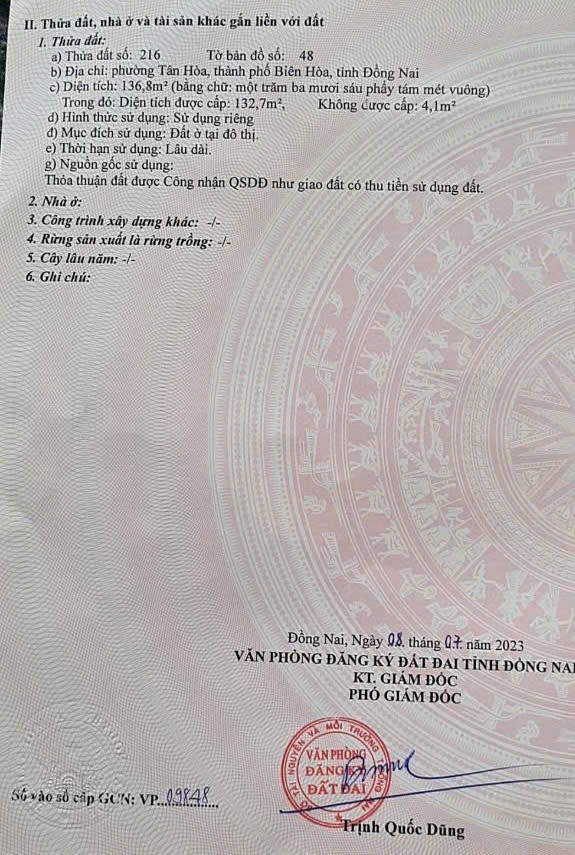 II. Thửa đất, nhà ở và tài sản khác gắn liền với đất
1. Thửa đất:
a) Thửa đất số: 216 Tờ bản đồ số: 48
b) Địa chỉ: phường Tân Hòa, thành phố Biên Hòa, tỉnh Đồng Nai
c) Diện tích: 136,8m² (bằng chữ: một trăm ba mươi sáu phẩy tám mét vuông)
Trong đó: Diện tích được cấp: 132,7m², Không được cấp: 4,1m²
d) Hình thức sử dụng: Sử dụng riêng
đ) Mục đích sử dụng: Đất ở tại đô thị.
e) Thời hạn sử dụng: Lâu dài.
g) Nguồn gốc sử dụng:
Thỏa thuận đất được Công nhận QSDĐ như giao đất có thu tiền sử dụng đất.
2. Nhà ở:
3. Công trình xây dựng khác: -/-
4. Rừng sản xuất là rừng trồng: -/-
5. Cây lâu năm: -/-
6. Ghi chú:
Đồng Nai, Ngày 08. tháng 07. năm 2023
VĂN PHÒNG ĐĂNG KÝ ĐẤT ĐAI TỈNH ĐỒNG NAI
KT. GIÁM ĐỐC
PHÓ GIÁM ĐỐC
TÀI NGUYÊN VÀ MÔI TRƯỜNG
VĂN PHÒNG
ĐĂNG KÝ
ĐẤT ĐAI
Số vào sổ cấp GCN: VP...09848...
Trịnh Quốc Dũng